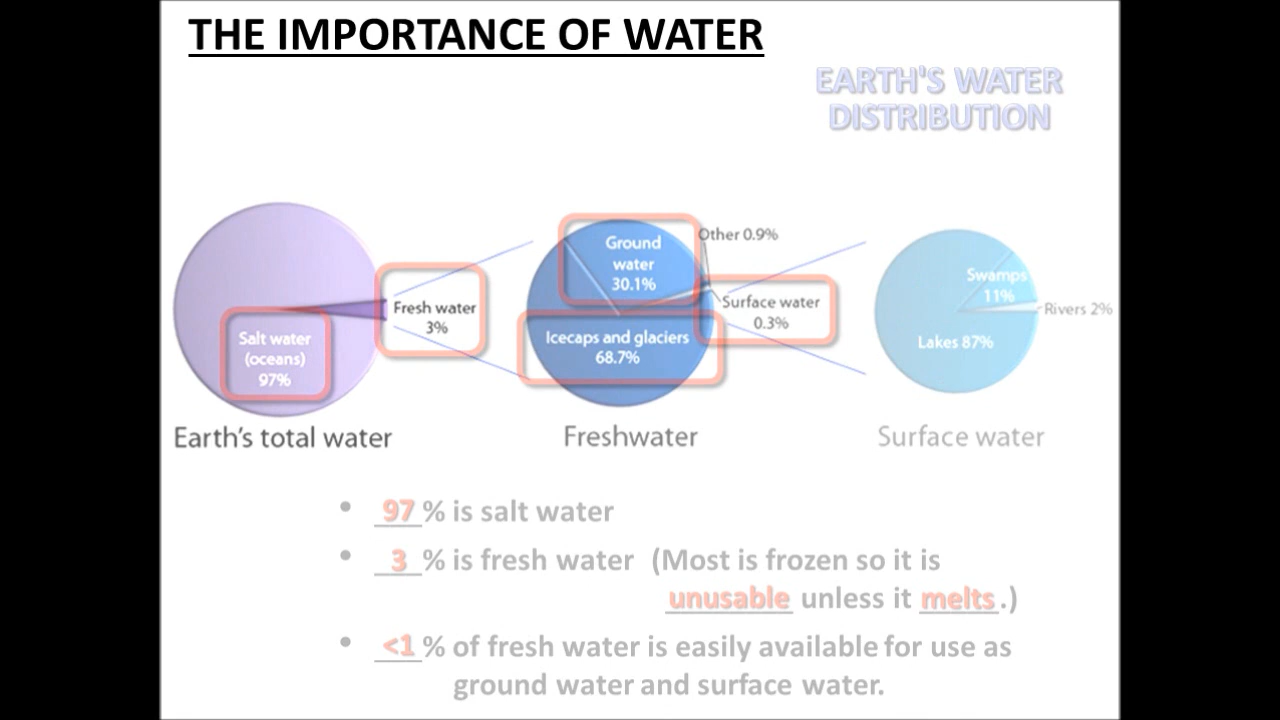 THE IMPORTANCE OF WATER
EARTH'S WATER
DISTRIBUTION
Salt water
(oceans)
97%
Fresh water
3%
Earth's total water
Ground
water
30.1%
Other 0.9%
Surface water
0.3%
Icecaps and glaciers
68.7%
Freshwater
Swamps
11%
Rivers 2%
Lakes 87%
Surface water
• 97 % is salt water
• 3 % is fresh water (Most is frozen so it is
unusable unless it melts.)
• <1 % of fresh water is easily available for use as
ground water and surface water.